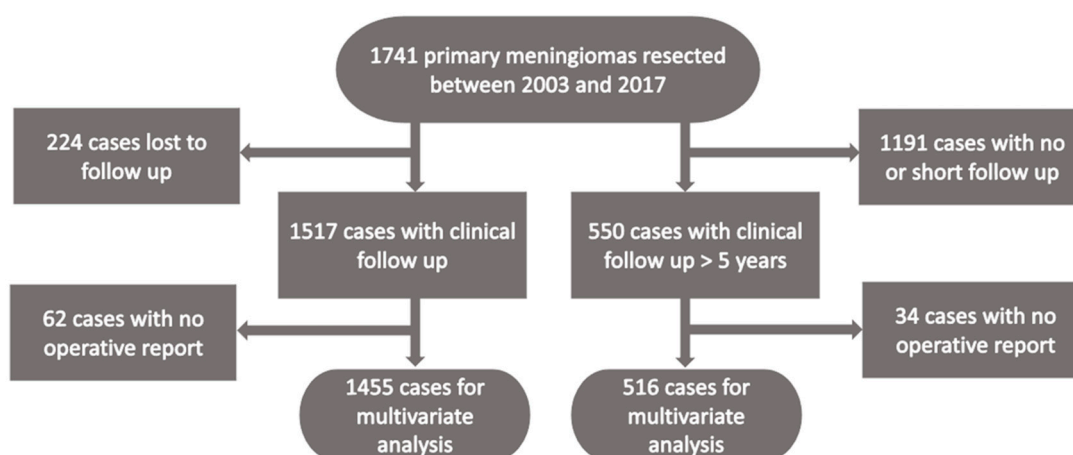 1741 primary meningiomas resected
between 2003 and 2017
224 cases lost to
follow up
1191 cases with no
or short follow up
1517 cases with clinical
follow up
550 cases with clinical
follow up > 5 years
62 cases with no
operative report
34 cases with no
operative report
1455 cases for
multivariate
analysis
516 cases for
multivariate
analysis